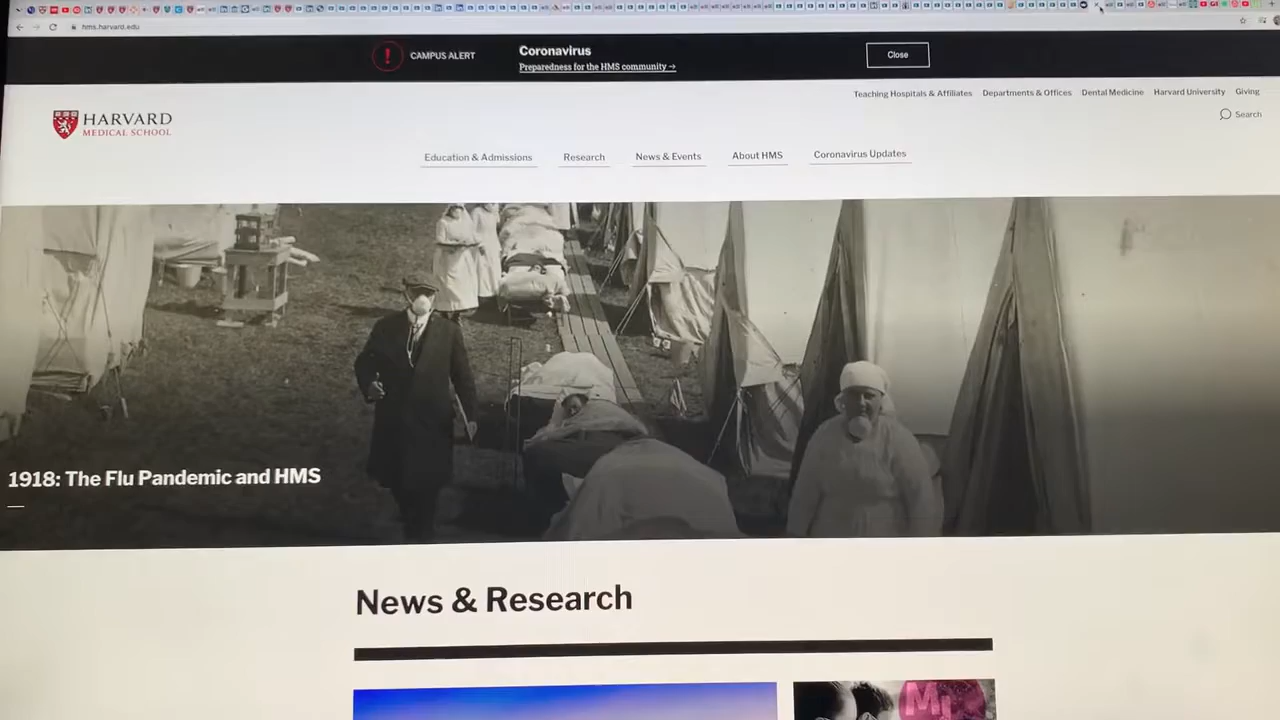 hms.harvard.edu
!
CAMPUS ALERT
Coronavirus
Preparedness for the HMS community →
Close
Teaching Hospitals & Affiliates Departments & Offices Dental Medicine Harvard University Giving
HARVARD
MEDICAL SCHOOL
Search
Education & Admissions Research News & Events About HMS Coronavirus Updates
1918: The Flu Pandemic and HMS
News & Research